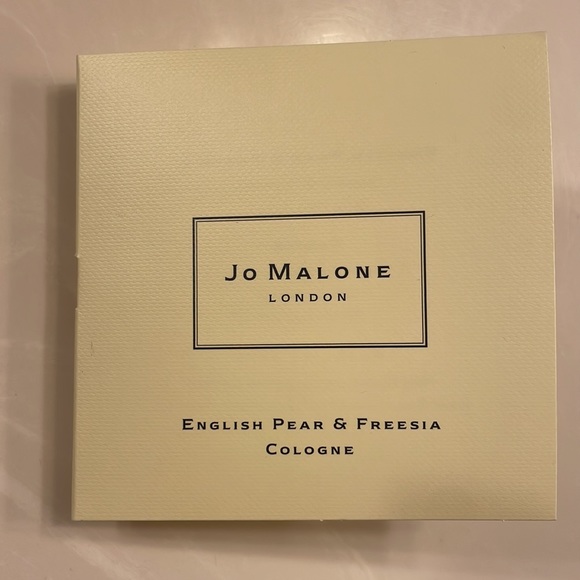 Jo Malone
London
English Pear & Freesia
Cologne